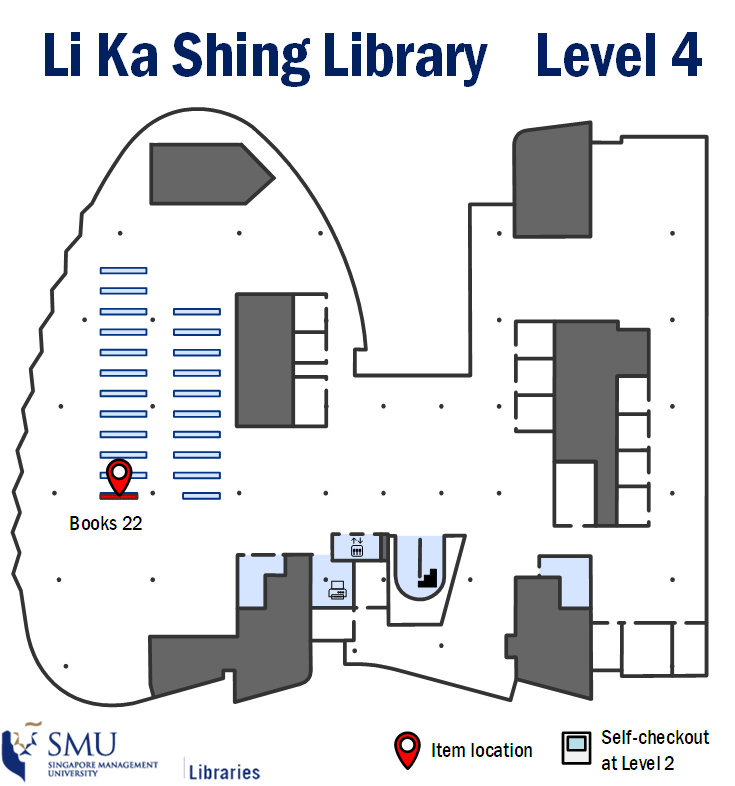 Li Ka Shing Library Level 4
Books 22
SMU
SINGAPORE MANAGEMENT
UNIVERSITY
Libraries
Item location
Self-checkout
at Level 2